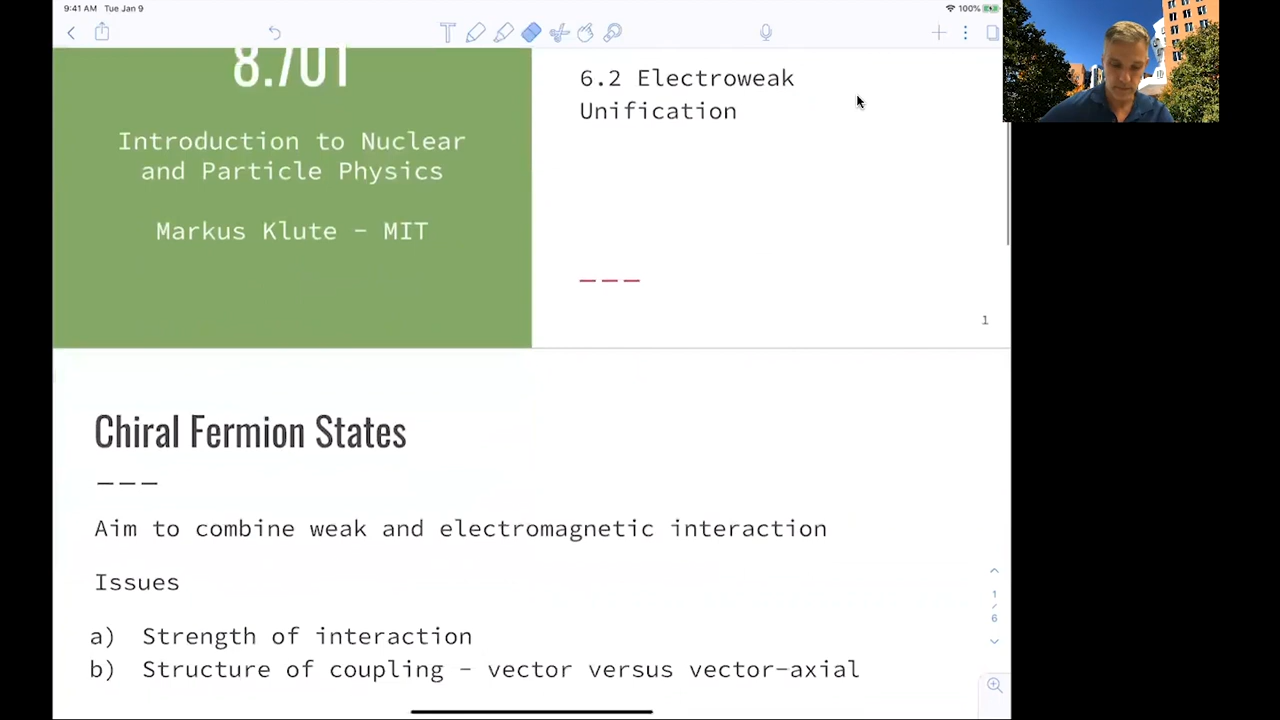 9:41 AM Tue Jan 9
100%
8.701
Introduction to Nuclear
and Particle Physics
Markus Klute - MIT
6.2 Electroweak
Unification
1
Chiral Fermion States
Aim to combine weak and electromagnetic interaction
Issues
a) Strength of interaction
b) Structure of coupling - vector versus vector-axial
1
/
6